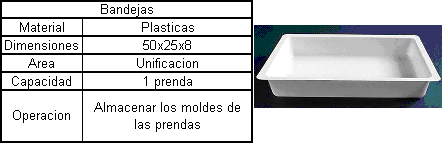 Bandejas
Material Plasticas
Dimensiones 50x25x8
Area Unificacion
Capacidad 1 prenda
Operacion Almacenar los moldes de
las prendas